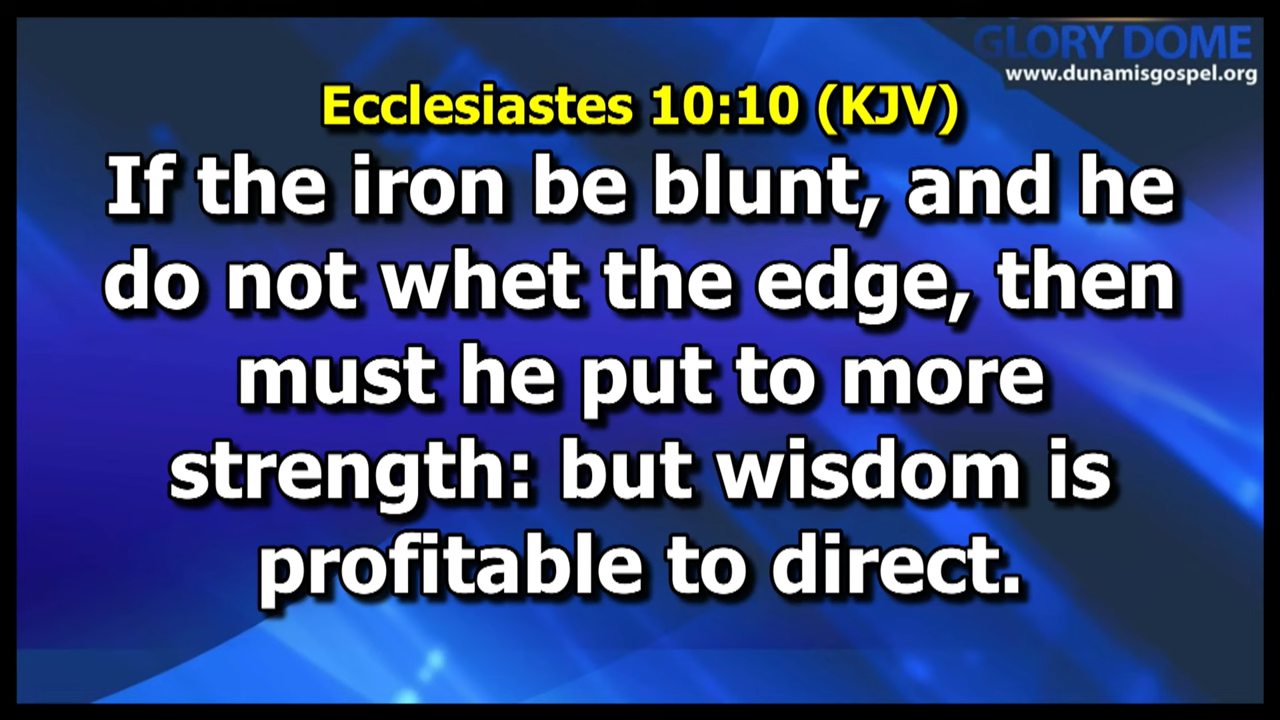 GLORY DOME
www.dunamisgospel.org
Ecclesiastes 10:10 (KJV)
If the iron be blunt, and he
do not whet the edge, then
must he put to more
strength: but wisdom is
profitable to direct.